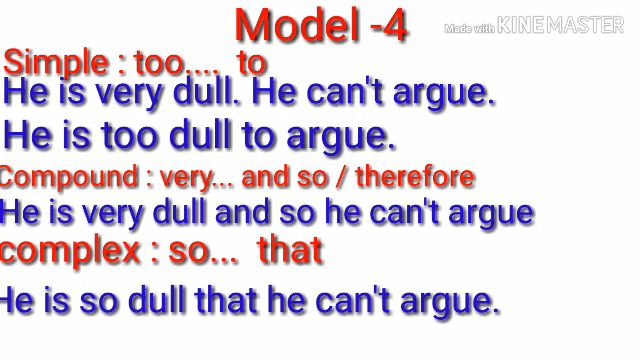 Model -4
Made with KINEMASTER
Simple : too.... to
He is very dull. He can't argue.
He is too dull to argue.
Compound : very... and so / therefore
He is very dull and so he can't argue
complex : so... that
He is so dull that he can't argue.